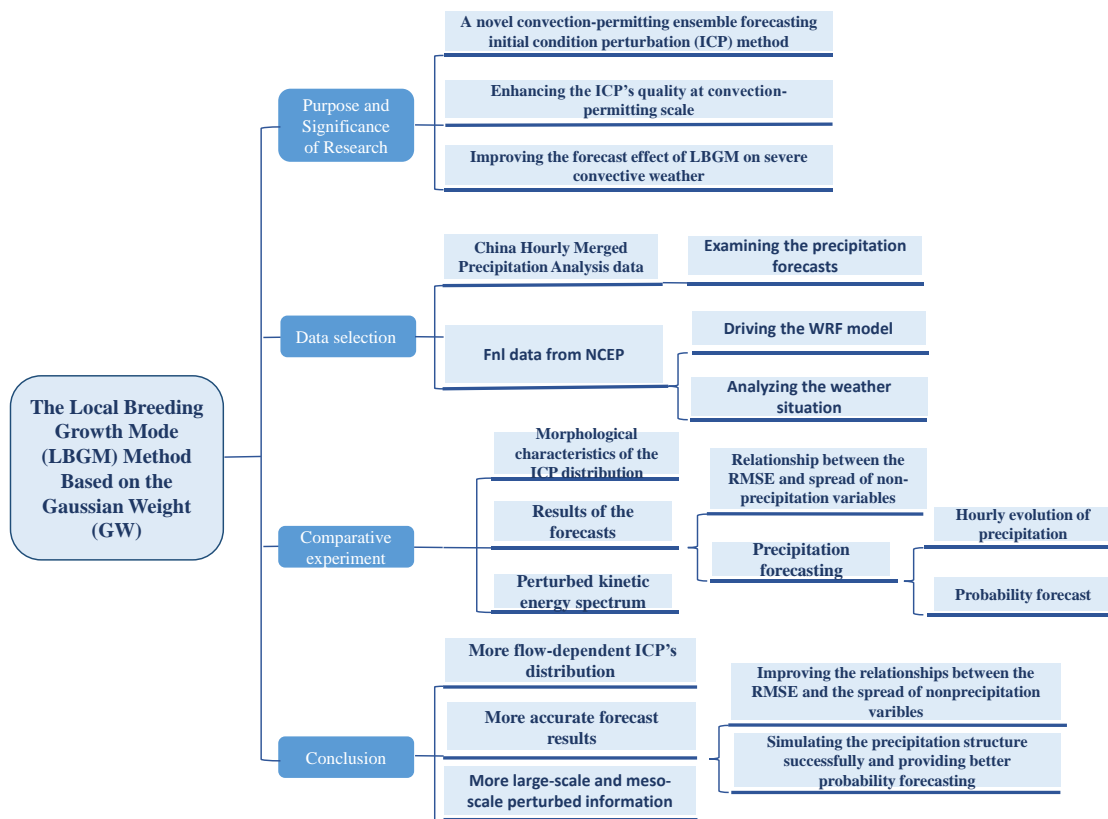 The Local Breeding
Growth Mode
(LBGM) Method
Based on the
Gaussian Weight
(GW)
Purpose and
Significance
of Research
A novel convection-permitting ensemble forecasting
initial condition perturbation (ICP) method
Enhancing the ICP's quality at convection-
permitting scale
Improving the forecast effect of LBGM on severe
convective weather
Data selection
China Hourly Merged
Precipitation Analysis data
Examining the precipitation
forecasts
Fnl data from NCEP
Driving the WRF model
Analyzing the weather
situation
Comparative
experiment
Morphological
characteristics of the
ICP distribution
Results of the
forecasts
Relationship between the
RMSE and spread of non-
precipitation variables
Precipitation
forecasting
Hourly evolution of
precipitation
Probability forecast
Perturbed kinetic
energy spectrum
Conclusion
More flow-dependent ICP's
distribution
More accurate forecast
results
Improving the relationships between the
RMSE and the spread of nonprecipitation
varibles
Simulating the precipitation structure
successfully and providing better
probability forecasting
More large-scale and meso-
scale perturbed information